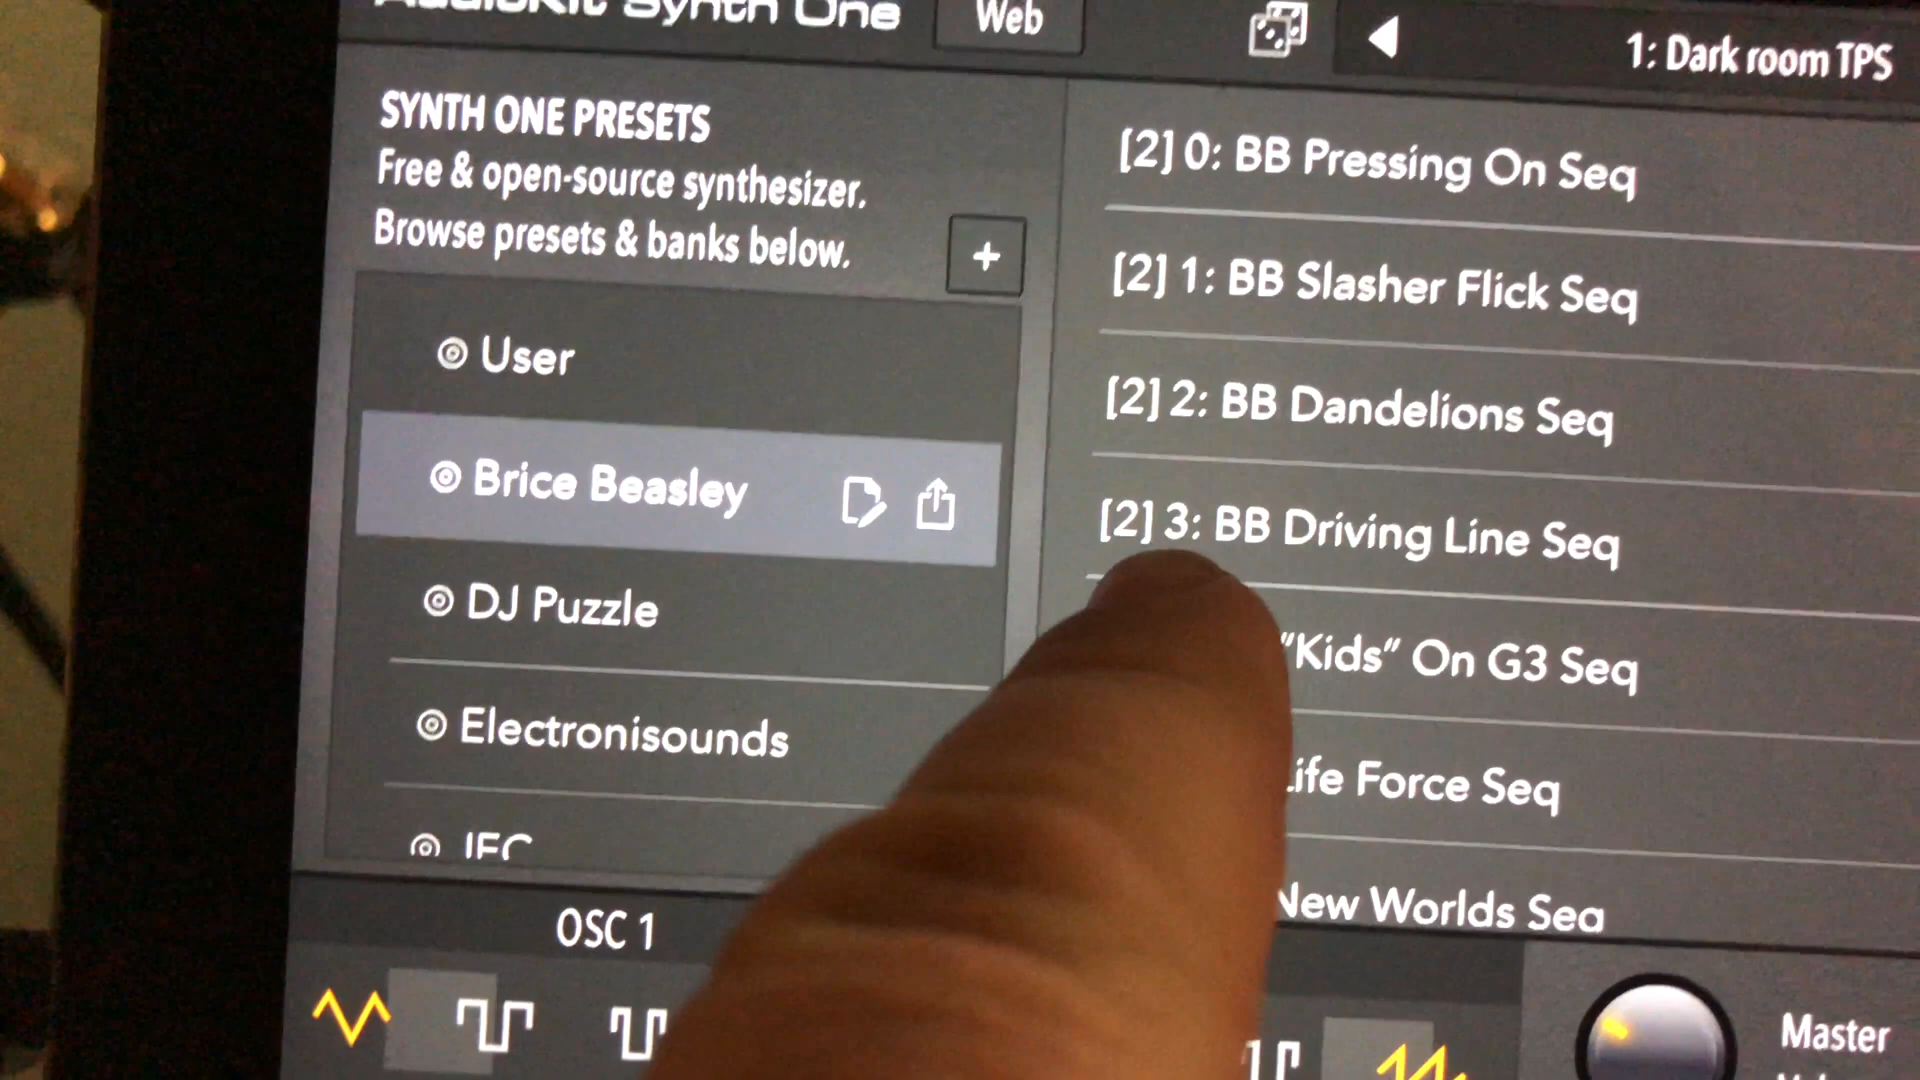 AudioKit Synth One
Web
1: Dark room TPS
SYNTH ONE PRESETS
Free & open-source synthesizer.
Browse presets & banks below.
+
User
Brice Beasley
DJ Puzzle
Electronisounds
[2] 0: BB Pressing On Seq
[2] 1: BB Slasher Flick Seq
[2] 2: BB Dandelions Seq
[2] 3: BB Driving Line Seq
"Kids" On G3 Seq
Life Force Seq
New Worlds Seq
OSC 1
Master